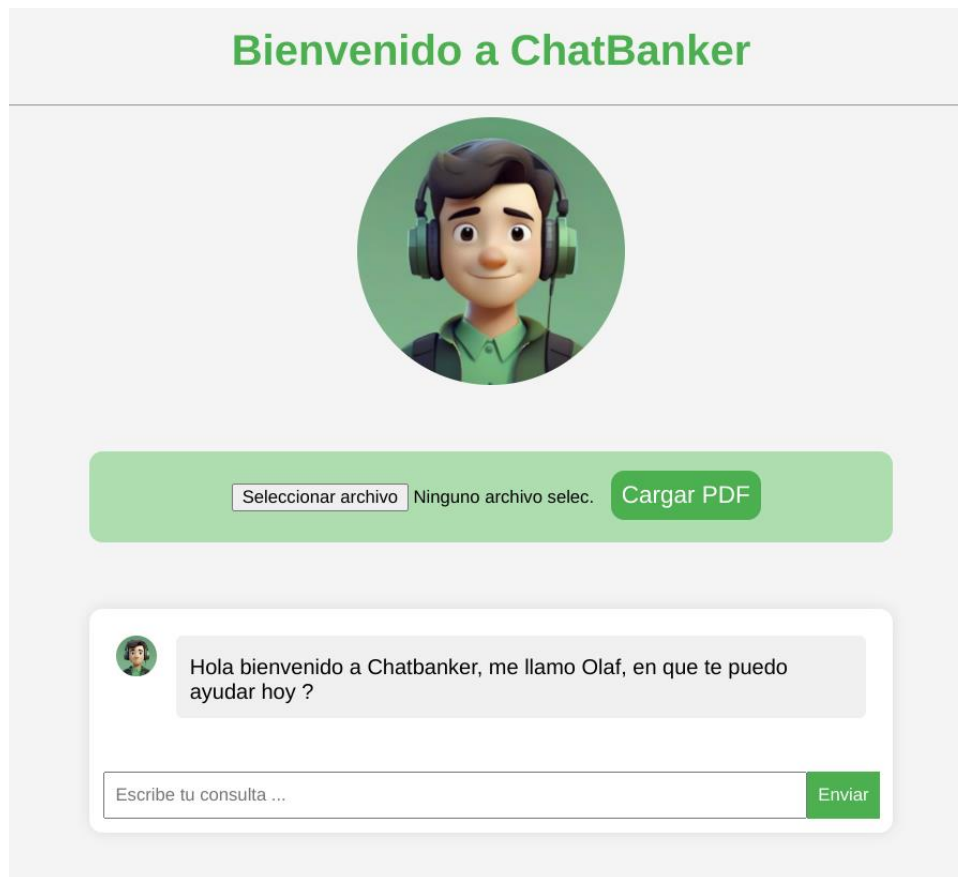 Bienvenido a ChatBanker
Seleccionar archivo Ninguno archivo selec. Cargar PDF
Hola bienvenido a Chatbanker, me llamo Olaf, en que te puedo
ayudar hoy ?
Escribe tu consulta ... Enviar